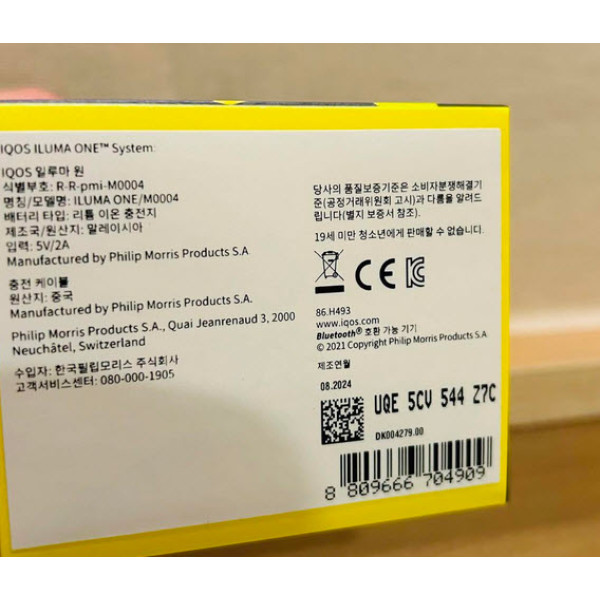 IQOS ILUMA ONE™ System:
IQOS 일루마 원
식별부호: R-R-pmi-M0004
명칭/모델명: ILUMA ONE/M0004
배터리 타입: 리튬 이온 충전지
제조국/원산지: 말레이시아
입력: 5V/2A
Manufactured by Philip Morris Products S.A
충전 케이블
원산지: 중국
Manufactured by Philip Morris Products S.A.
Philip Morris Products S.A., Quai Jeanrenaud 3, 2000
Neuchâtel, Switzerland
수입자: 한국필립모리스 주식회사
고객서비스센터: 080-000-1905
당사의 품질보증기준은 소비자분쟁해결기
준(공정거래위원회 고시)과 다름을 알려드
립니다(별지 보증서 참조).
19세 미만 청소년에게 판매할 수 없습니다.
CE
86.H493
www.iqos.com
Bluetooth® 호환 가능 기기
© 2021 Copyright Philip Morris Products S.A
제조연월
08.2024
UQE 5CV 544 Z7C
DK004279.00
8 809666 704909